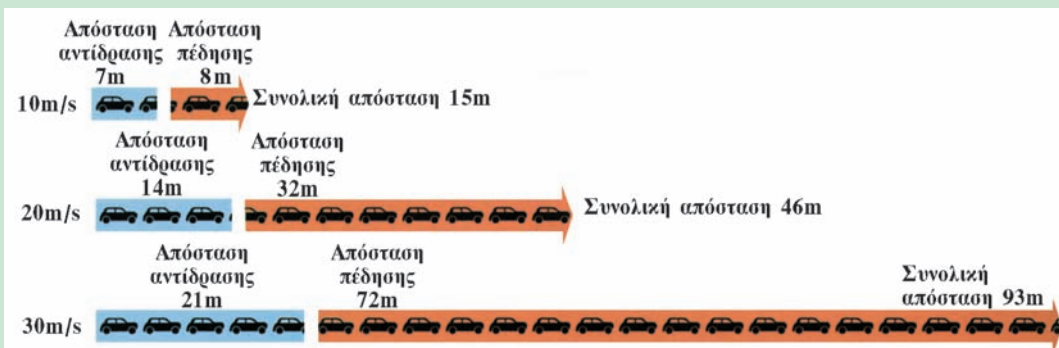 Απόσταση
αντίδρασης
7m
Απόσταση
πέδησης
8m
10m/s
Συνολική απόσταση 15m
Απόσταση
αντίδρασης
14m
Απόσταση
πέδησης
32m
20m/s
Συνολική απόσταση 46m
Απόσταση
αντίδρασης
21m
Απόσταση
πέδησης
72m
Συνολική
απόσταση 93m
30m/s